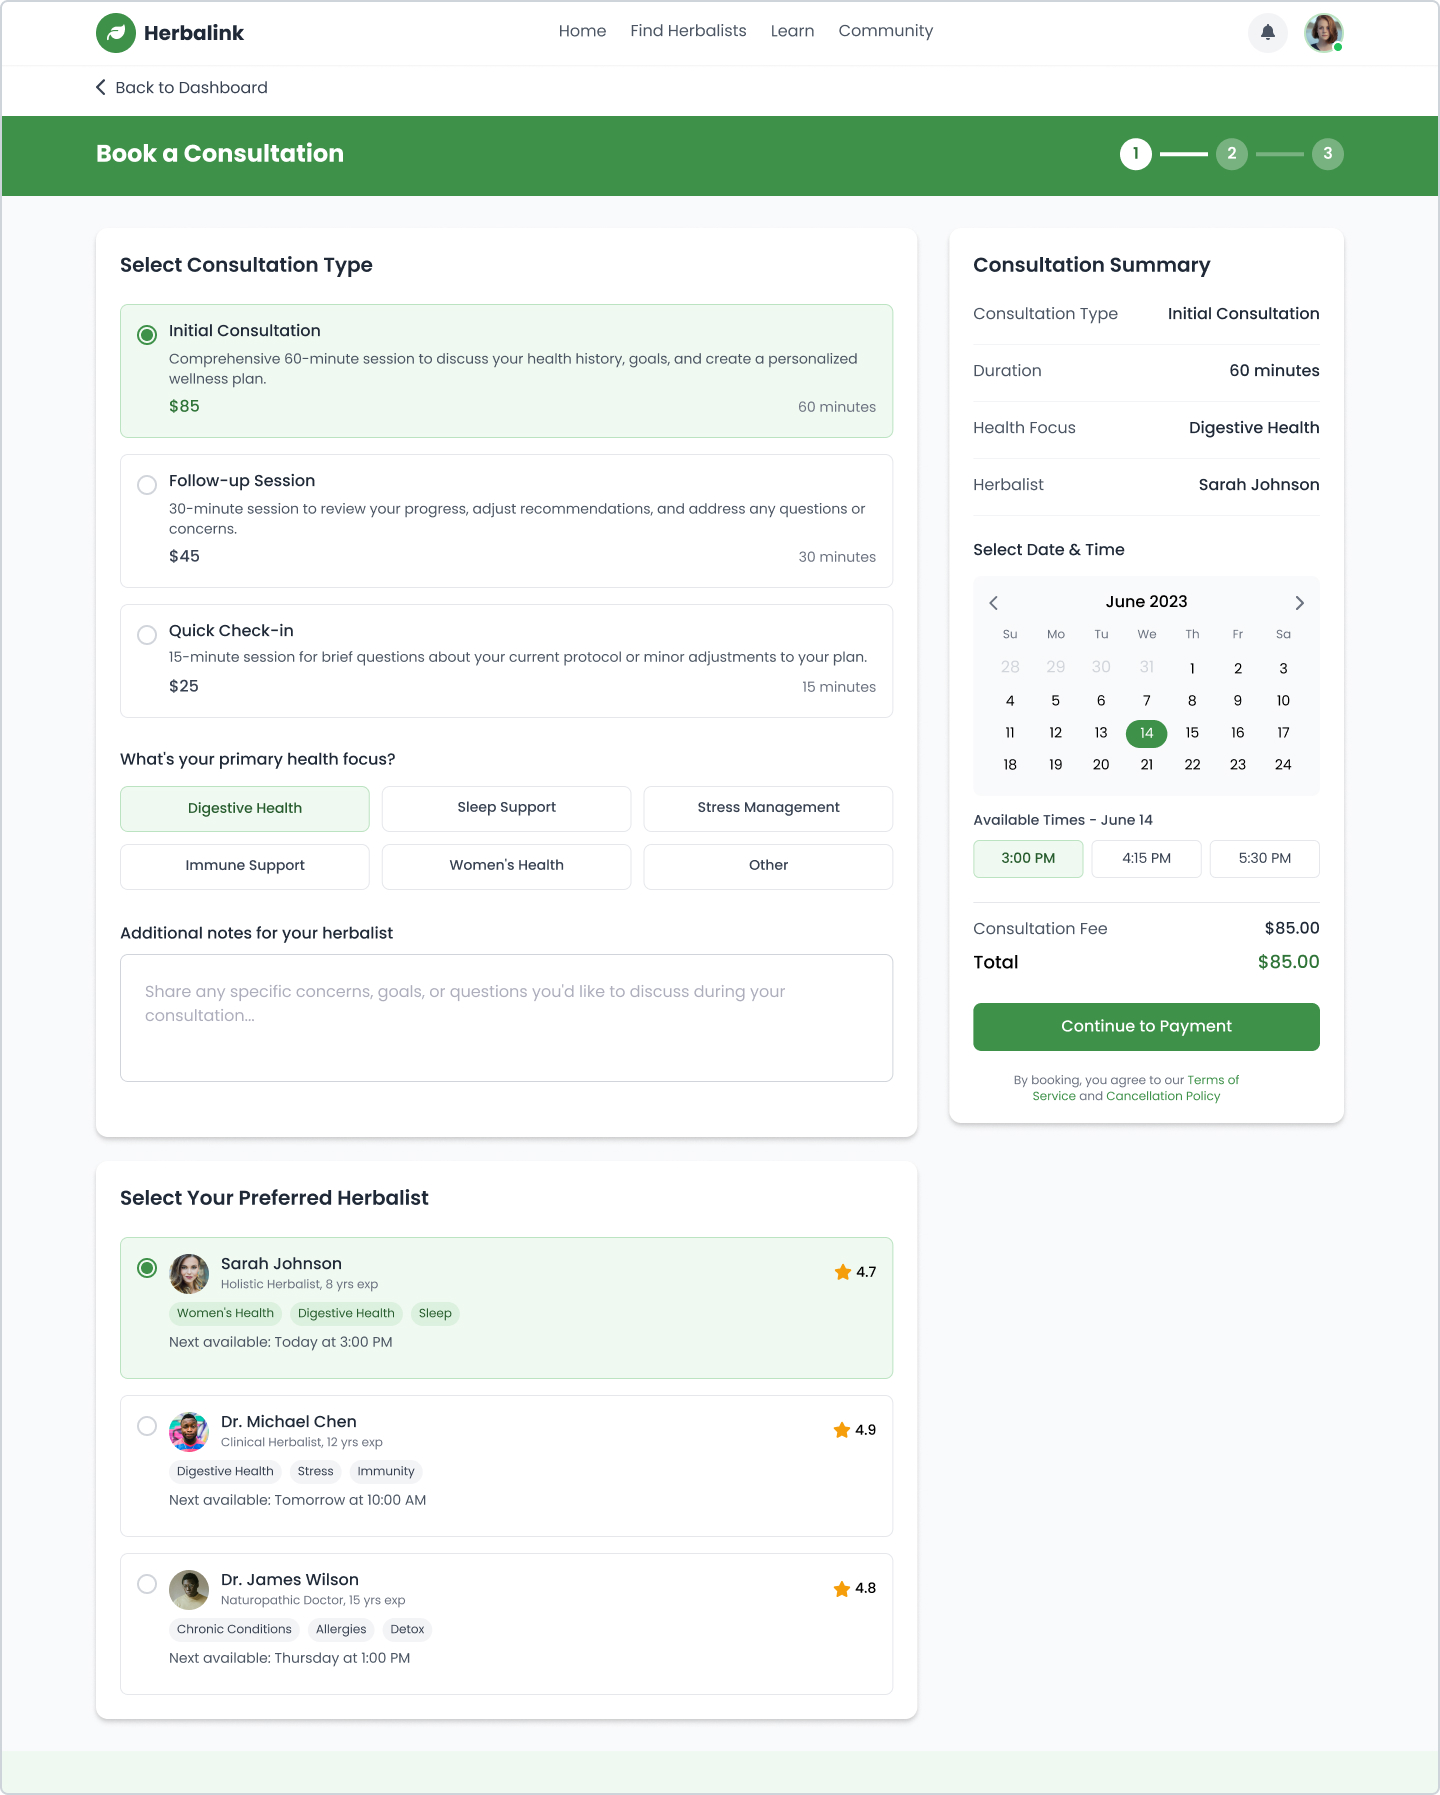 Herbalink
Home Find Herbalists Learn Community
Back to Dashboard
Book a Consultation
1 2 3
Select Consultation Type
Initial Consultation
Comprehensive 60-minute session to discuss your health history, goals, and create a personalized
wellness plan.
$85 60 minutes
Follow-up Session
30-minute session to review your progress, adjust recommendations, and address any questions or
concerns.
$45 30 minutes
Quick Check-in
15-minute session for brief questions about your current protocol or minor adjustments to your plan.
$25 15 minutes
What's your primary health focus?
Digestive Health Sleep Support Stress Management
Immune Support Women's Health Other
Additional notes for your herbalist
Share any specific concerns, goals, or questions you'd like to discuss during your
consultation...
Consultation Summary
Consultation Type Initial Consultation
Duration 60 minutes
Health Focus Digestive Health
Herbalist Sarah Johnson
Select Date & Time
June 2023
Su Mo Tu We Th Fr Sa
28 29 30 31 1 2 3
4 5 6 7 8 9 10
11 12 13 14 15 16 17
18 19 20 21 22 23 24
Available Times - June 14
3:00 PM 4:15 PM 5:30 PM
Consultation Fee $85.00
Total $85.00
Continue to Payment
By booking, you agree to our Terms of
Service and Cancellation Policy
Select Your Preferred Herbalist
Sarah Johnson 4.7
Holistic Herbalist, 8 yrs exp
Women's Health Digestive Health Sleep
Next available: Today at 3:00 PM
Dr. Michael Chen 4.9
Clinical Herbalist, 12 yrs exp
Digestive Health Stress Immunity
Next available: Tomorrow at 10:00 AM
Dr. James Wilson 4.8
Naturopathic Doctor, 15 yrs exp
Chronic Conditions Allergies Detox
Next available: Thursday at 1:00 PM